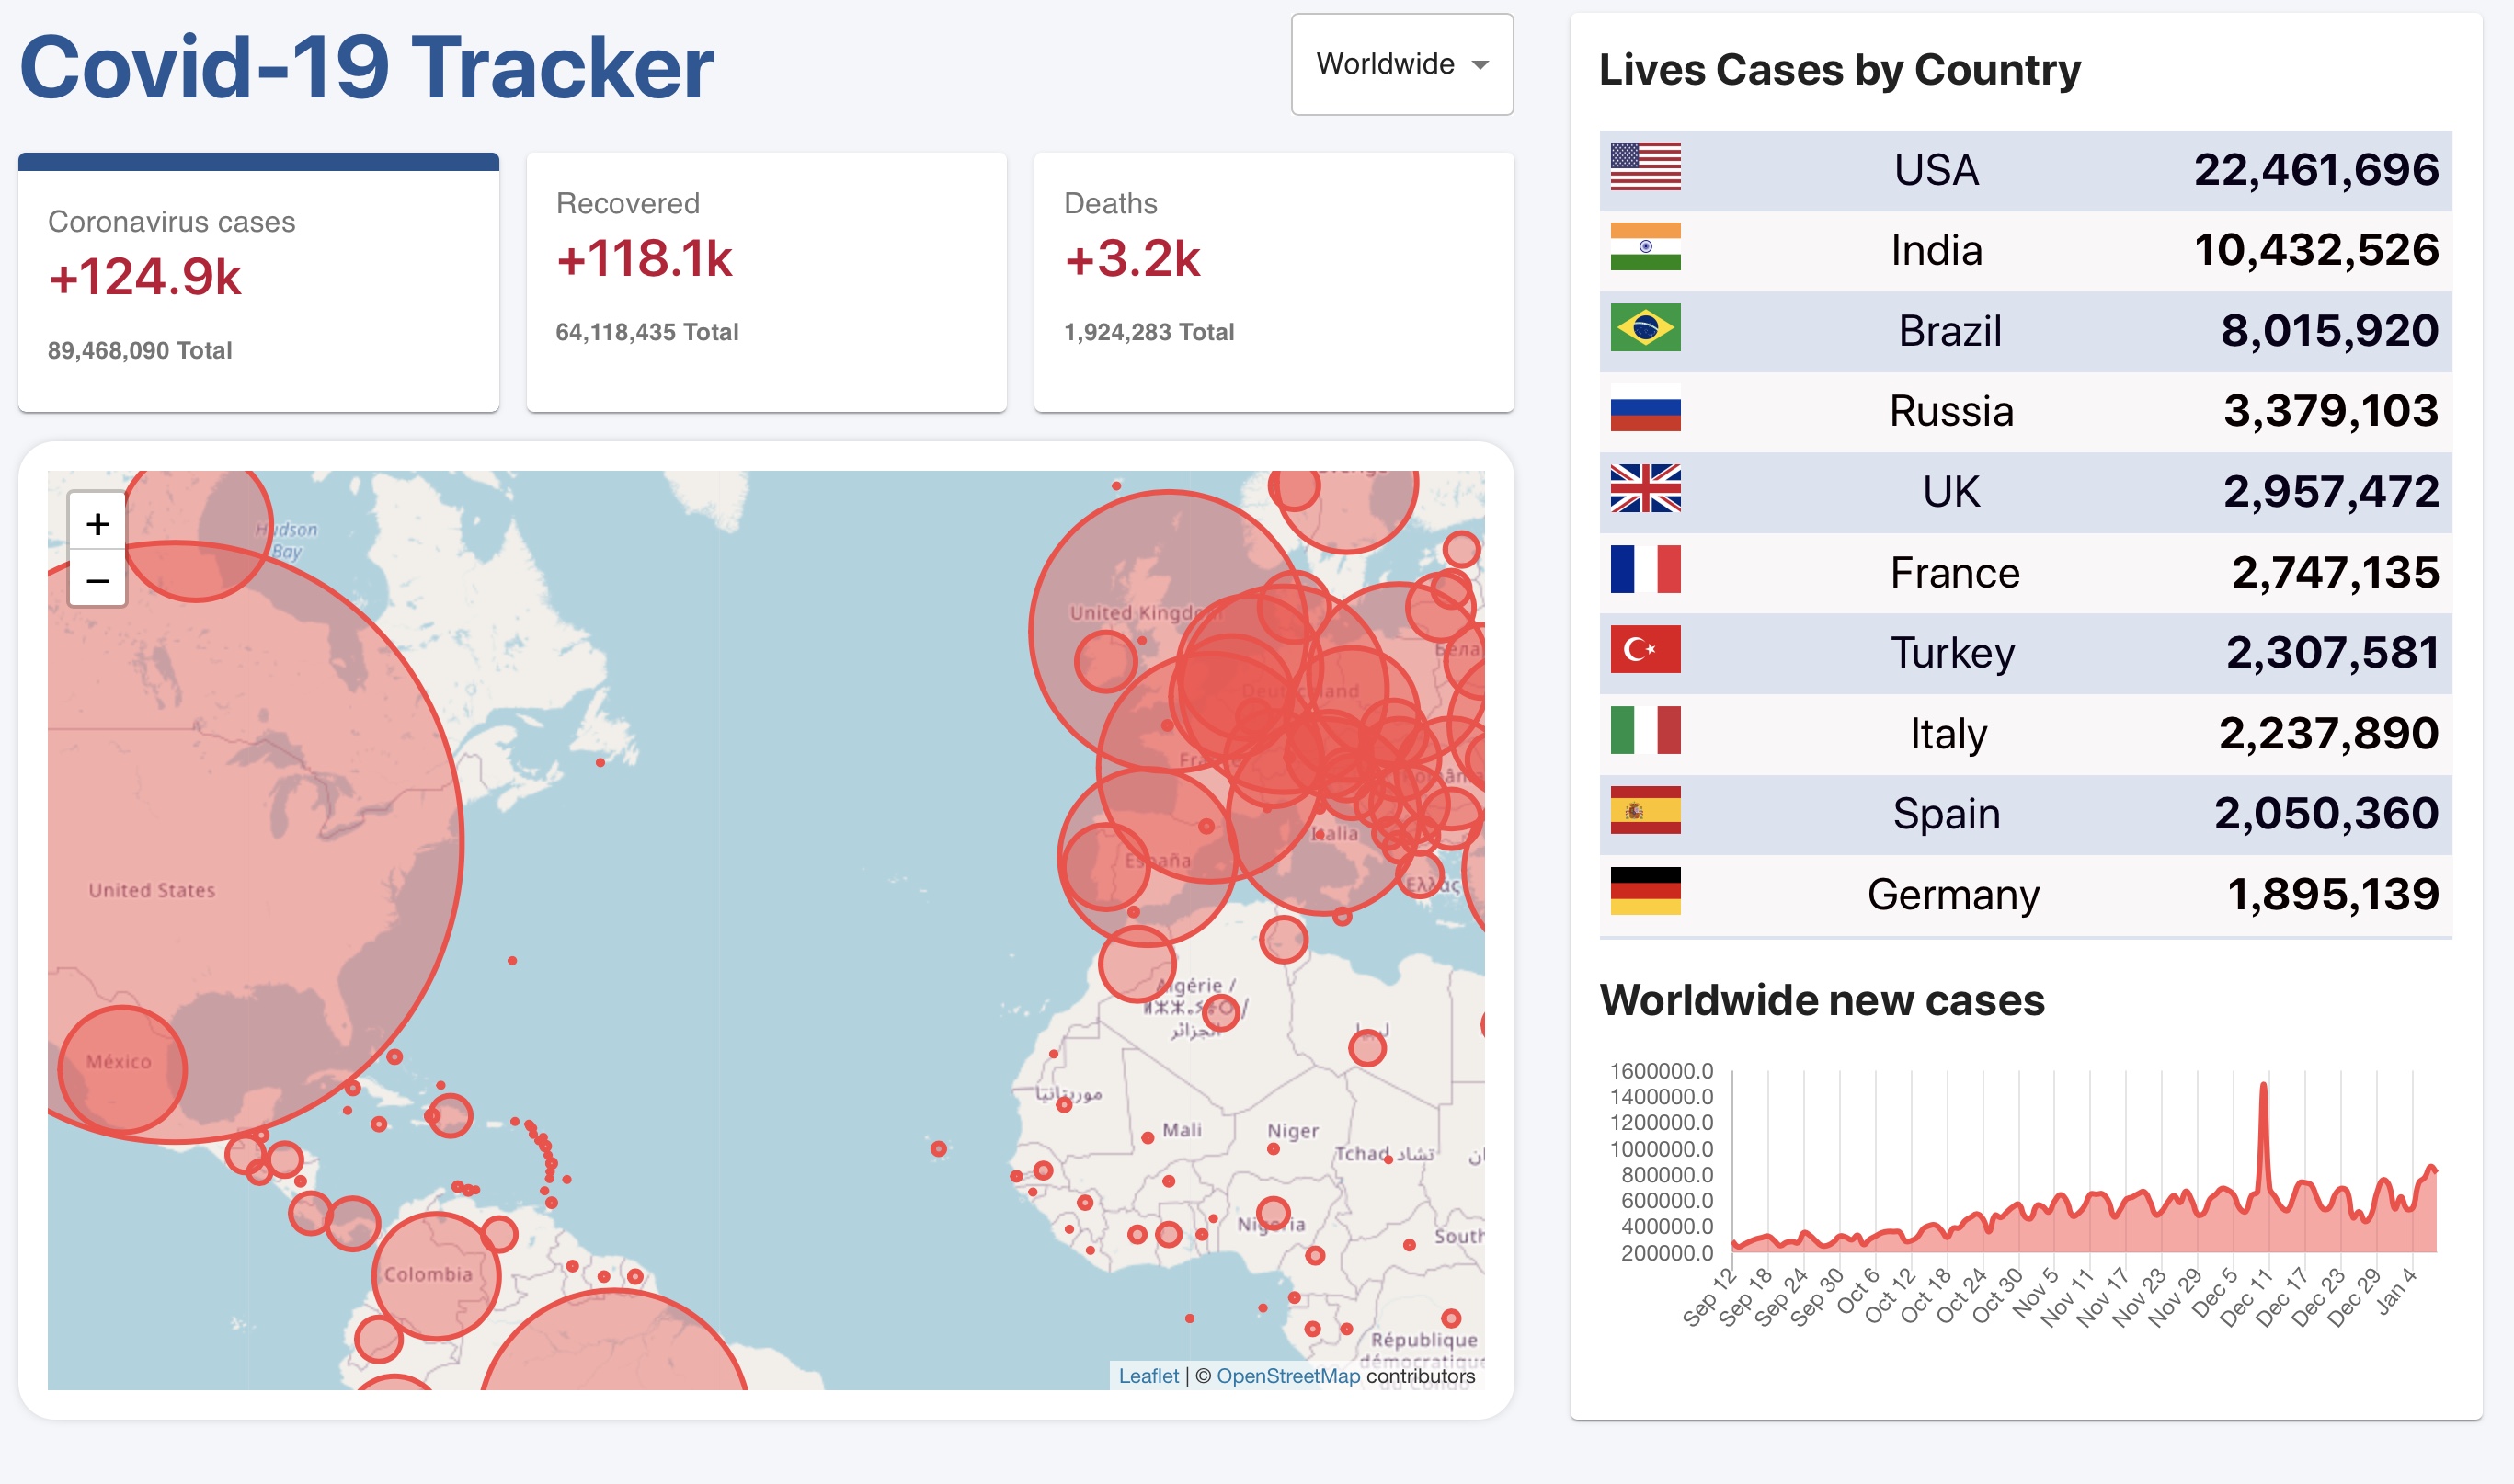 Covid-19 Tracker
Worldwide
Coronavirus cases
+124.9k
89,468,090 Total
Recovered
+118.1k
64,118,435 Total
Deaths
+3.2k
1,924,283 Total
+
−
Hudson
Bay
United Kingdom
Deutschland
España
Italia
Ελλάς
United States
México
Algérie /
الجزائر
ليبيا
موريتانيا
Mali
Niger
Tchad تشاد
Nigeria
South
Colombia
République
démocratique
du Congo
Leaflet | © OpenStreetMap contributors
Lives Cases by Country
USA 22,461,696
India 10,432,526
Brazil 8,015,920
Russia 3,379,103
UK 2,957,472
France 2,747,135
Turkey 2,307,581
Italy 2,237,890
Spain 2,050,360
Germany 1,895,139
Worldwide new cases
1600000.0
1400000.0
1200000.0
1000000.0
800000.0
600000.0
400000.0
200000.0
Sep 12 Sep 18 Sep 24 Sep 30 Oct 6 Oct 12 Oct 18 Oct 24 Oct 30 Nov 5 Nov 11 Nov 17 Nov 23 Nov 29 Dec 5 Dec 11 Dec 17 Dec 23 Dec 29 Jan 4